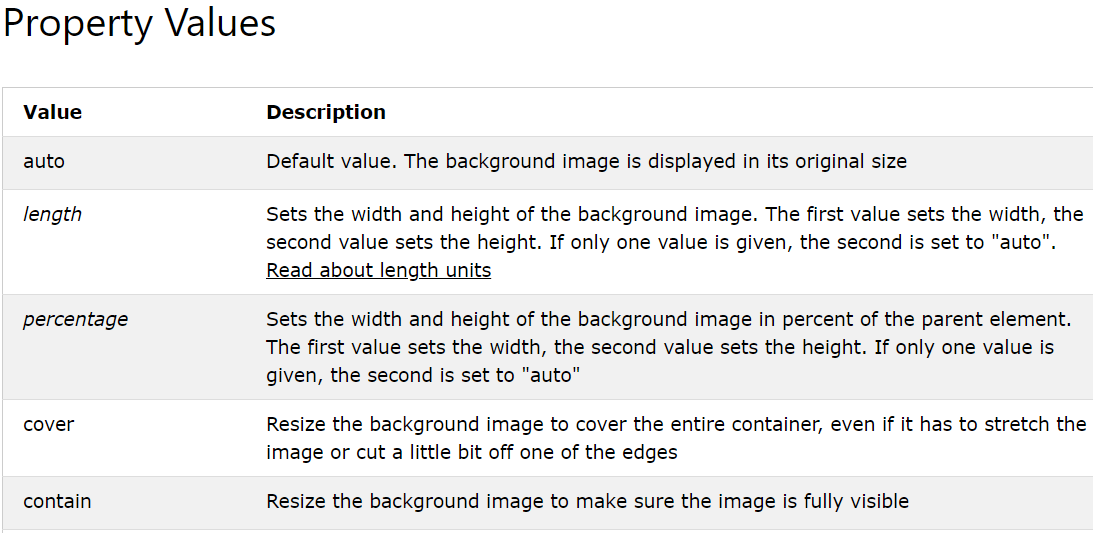 Property Values
Value Description
auto Default value. The background image is displayed in its original size
length Sets the width and height of the background image. The first value sets the width, the
second value sets the height. If only one value is given, the second is set to "auto".
Read about length units
percentage Sets the width and height of the background image in percent of the parent element.
The first value sets the width, the second value sets the height. If only one value is
given, the second is set to "auto"
cover Resize the background image to cover the entire container, even if it has to stretch the
image or cut a little bit off one of the edges
contain Resize the background image to make sure the image is fully visible